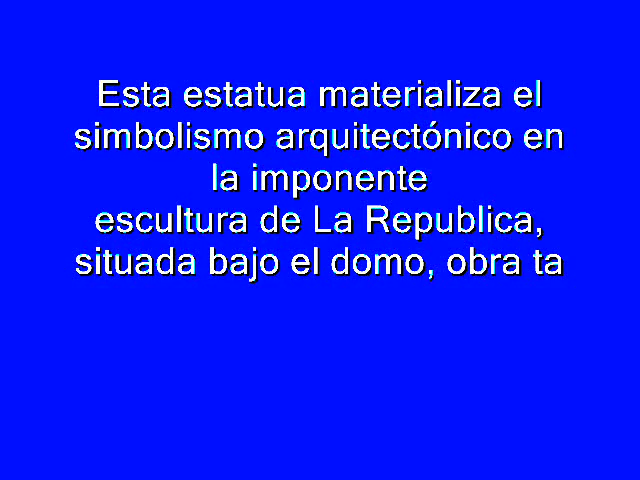 Esta estatua materializa el
simbolismo arquitectónico en
la imponente
escultura de La Republica,
situada bajo el domo, obra ta